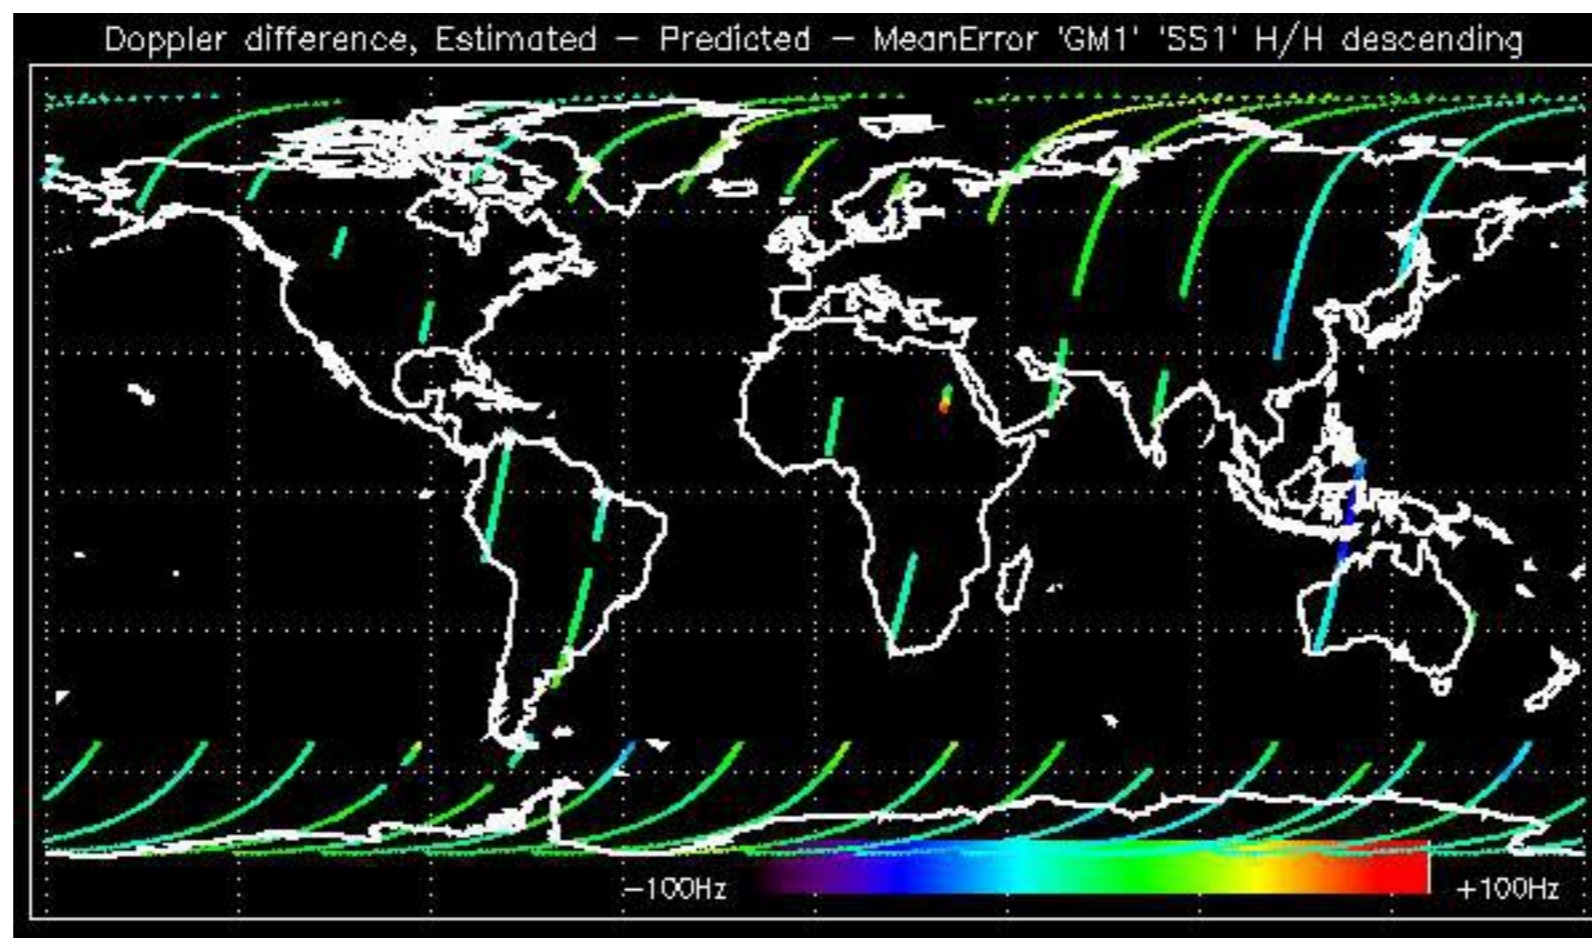 Doppler difference, Estimated – Predicted – MeanError 'GM1' 'SS1' H/H descending
−100Hz
+100Hz